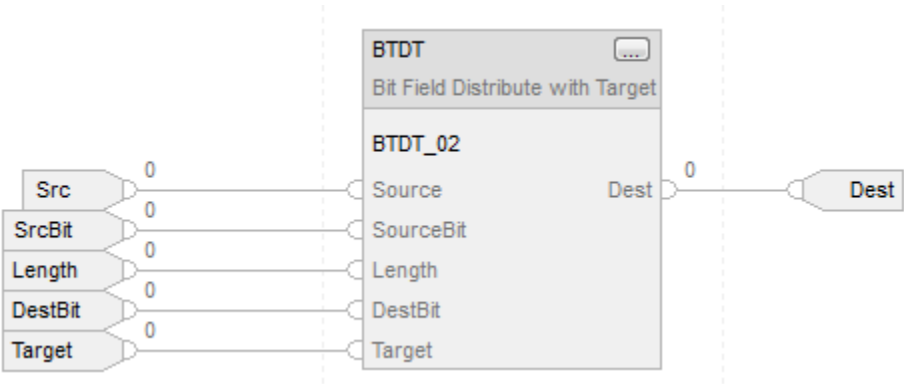 BTDT ...
Bit Field Distribute with Target
BTDT_02
0 0
Src Source Dest Dest
0
SrcBit SourceBit
0
Length Length
0
DestBit DestBit
0
Target Target